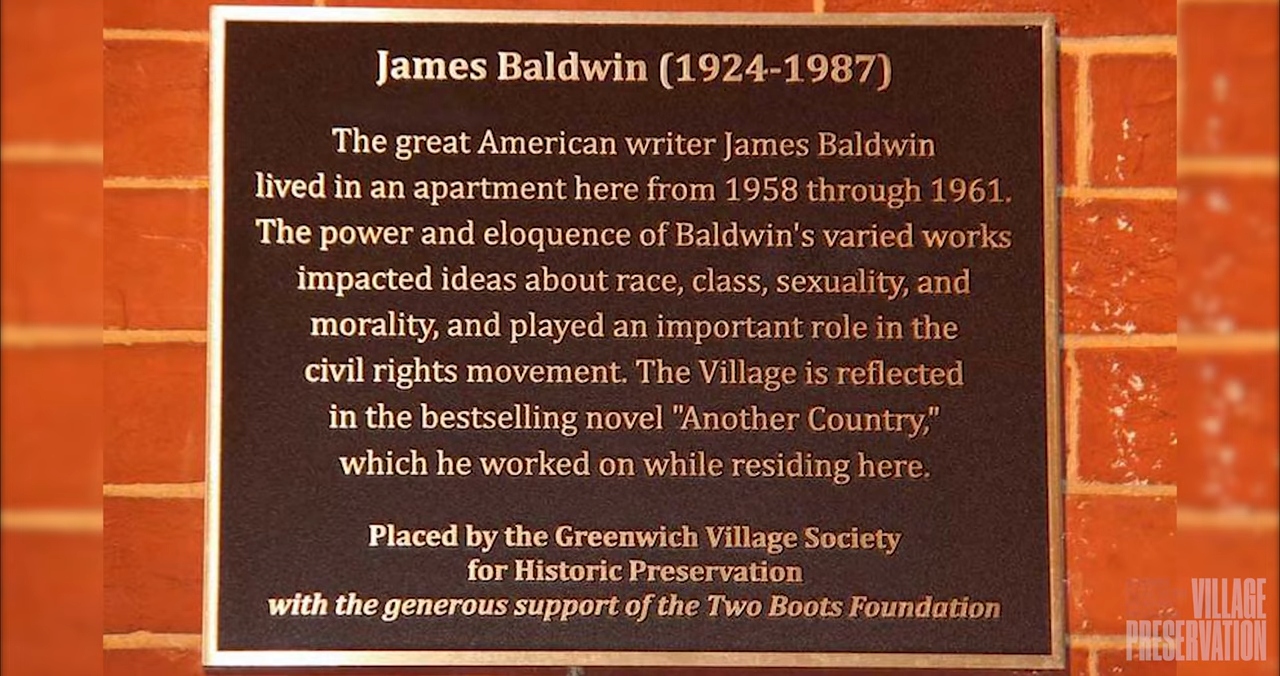 James Baldwin (1924-1987)
The great American writer James Baldwin
lived in an apartment here from 1958 through 1961.
The power and eloquence of Baldwin's varied works
impacted ideas about race, class, sexuality, and
morality, and played an important role in the
civil rights movement. The Village is reflected
in the bestselling novel "Another Country,"
which he worked on while residing here.
Placed by the Greenwich Village Society
for Historic Preservation
with the generous support of the Two Boots Foundation
VILLAGE
PRESERVATION